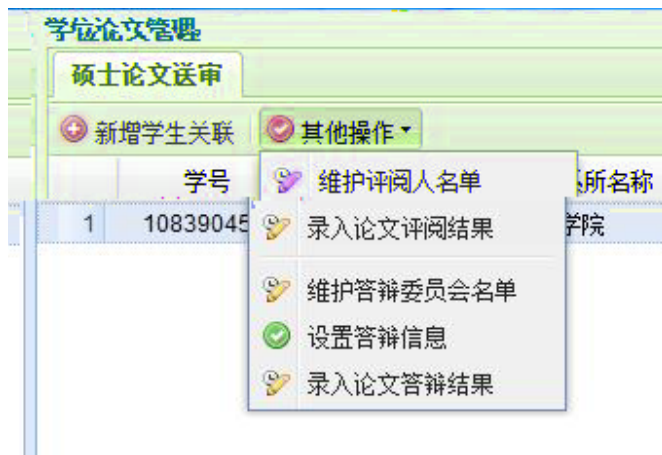 学位论文管理
硕士论文送审
新增学生关联 其他操作
学号 所名称
维护评阅人名单
1 10839045 学院
录入论文评阅结果
维护答辩委员会名单
设置答辩信息
录入论文答辩结果